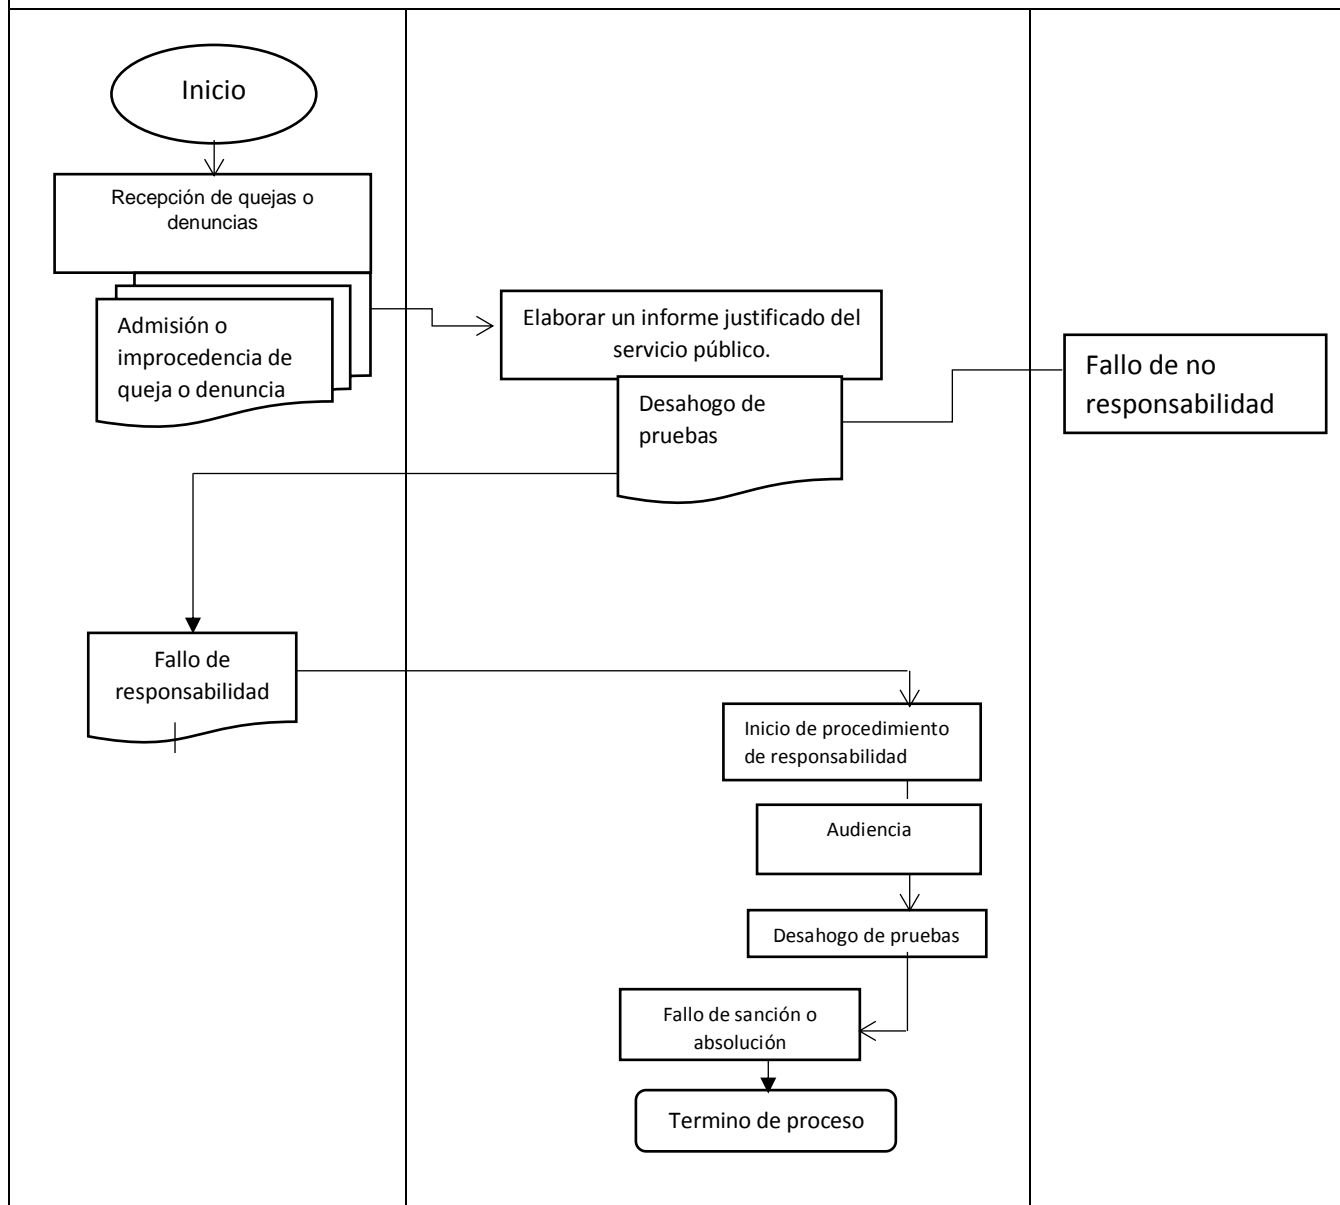 Inicio
Recepción de quejas o
denuncias
Admisión o
improcedencia de
queja o denuncia
Elaborar un informe justificado del
servicio público.
Desahogo de
pruebas
Fallo de no
responsabilidad
Fallo de
responsabilidad
Inicio de procedimiento
de responsabilidad
Audiencia
Desahogo de pruebas
Fallo de sanción o
absolución
Termino de proceso